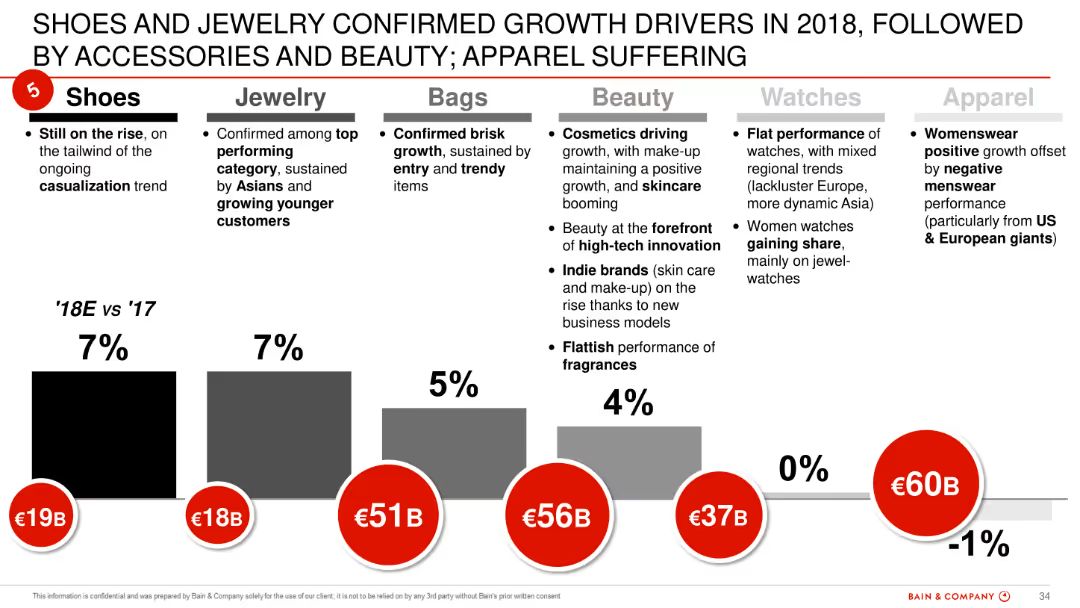 SHOES AND JEWELRY CONFIRMED GROWTH DRIVERS IN 2018, FOLLOWED
BY ACCESSORIES AND BEAUTY; APPAREL SUFFERING
5
Shoes
• Still on the rise, on
the tailwind of the
ongoing
casualization trend
Jewelry
• Confirmed among top
performing
category, sustained
by Asians and
growing younger
customers
Bags
• Confirmed brisk
growth, sustained by
entry and trendy
items
Beauty
• Cosmetics driving
growth, with make-up
maintaining a positive
growth, and skincare
booming
• Beauty at the forefront
of high-tech innovation
• Indie brands (skin care
and make-up) on the
rise thanks to new
business models
• Flattish performance of
fragrances
Watches
• Flat performance of
watches, with mixed
regional trends
(lackluster Europe,
more dynamic Asia)
• Women watches
gaining share,
mainly on jewel-
watches
Apparel
• Womenswear
positive growth offset
by negative
menswear
performance
(particularly from US
& European giants)
'18E VS '17
7%
7%
5%
4%
0%
-1%
€19B
€18B
€51B
€56B
€37B
€60B
This information is confidential and was prepared by Bain & Company solely for the use of our client; it is not to be relied on by any 3rd party without Bain's prior written consent
BAIN & COMPANY
34